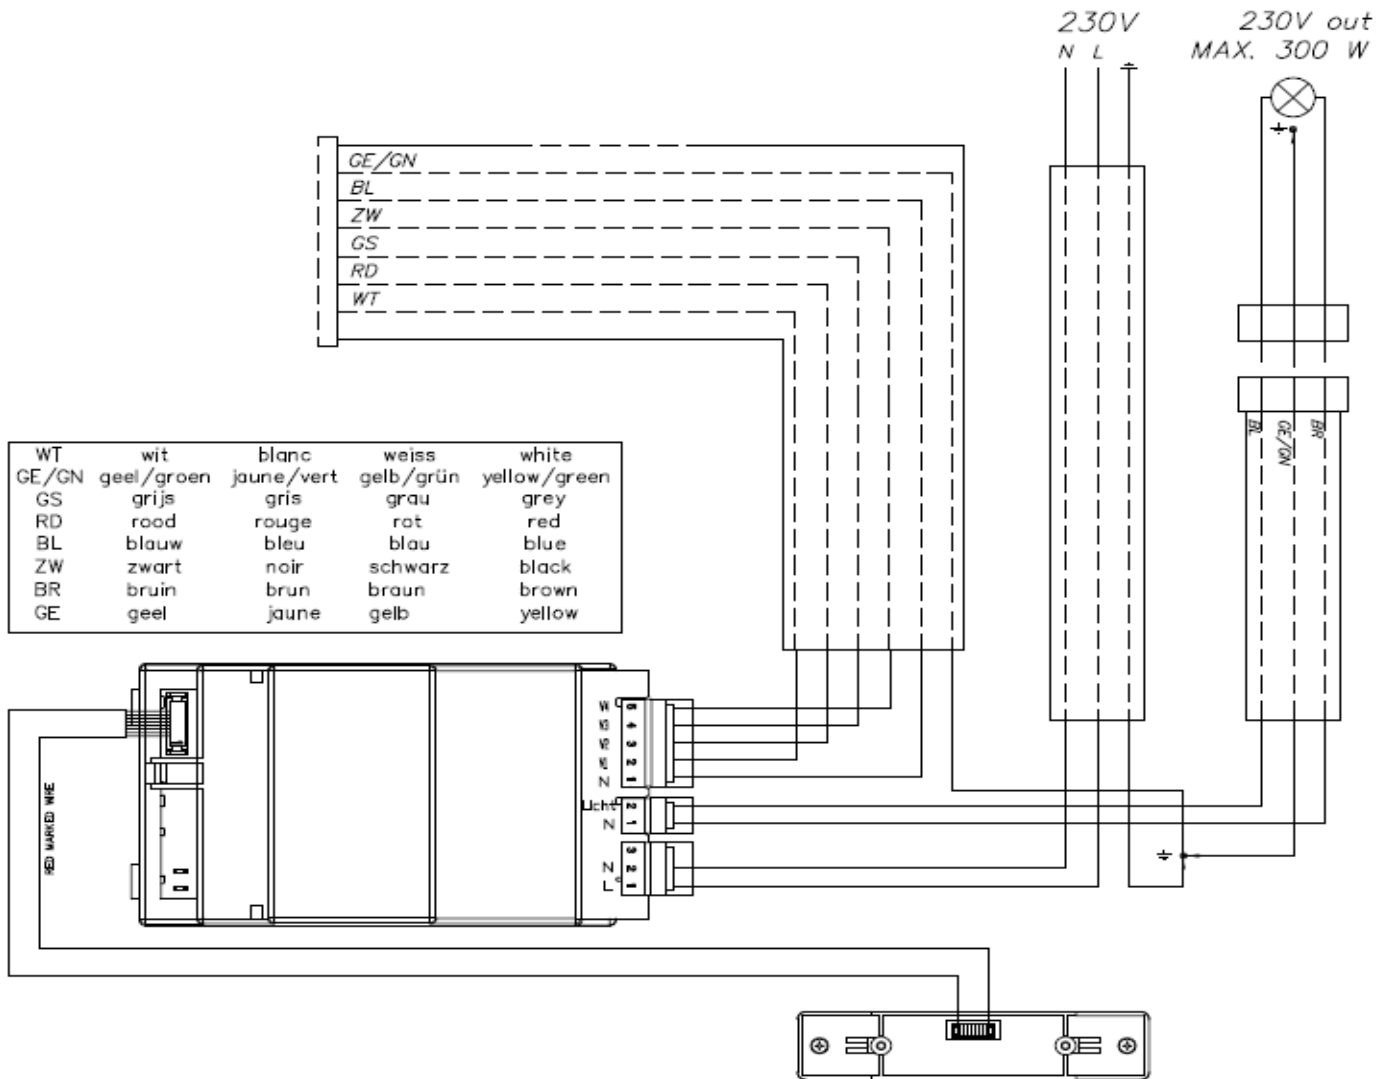 230V
N L
230V out
MAX. 300 W
GE/GN
BL
ZW
GS
RD
WT
BL
GE/GN
BR
WT wit blanc weiss white
GE/GN geel/groen jaune/vert gelb/grün yellow/green
GS grijs gris grau grey
RD rood rouge rot red
BL blauw bleu blau blue
ZW zwart noir schwarz black
BR bruin brun braun brown
GE geel jaune gelb yellow
5
4
3
2
N 1
Licht 2
N 1
3
N 2
L 1
RED MARKED WIRE